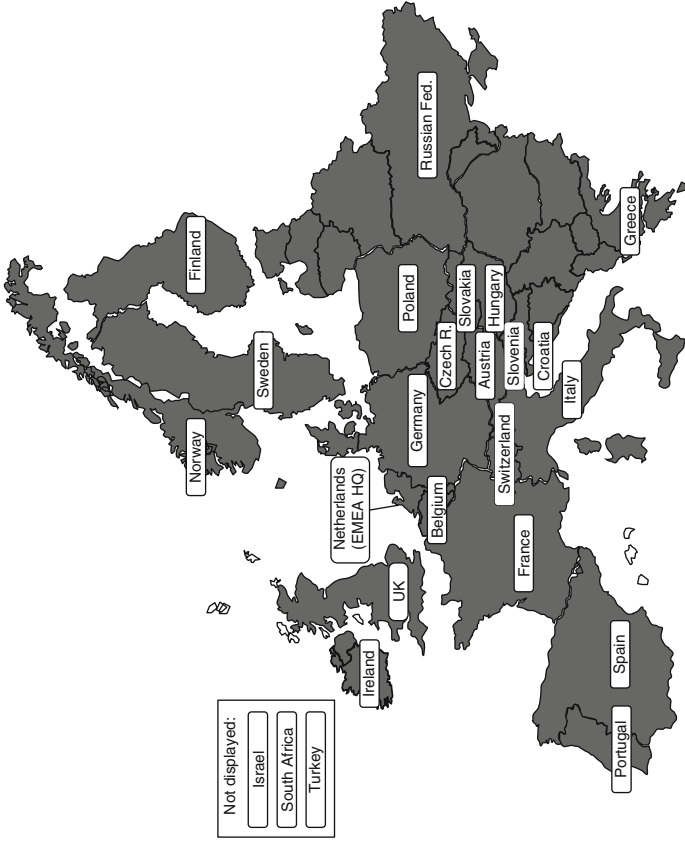 Not displayed:
Israel
South Africa
Turkey
Norway
Sweden
Finland
Ireland
UK
Netherlands
(EMEA HQ)
Belgium
Germany
Poland
Russian Fed.
Czech R.
Slovakia
Austria
Hungary
Switzerland
Slovenia
Croatia
France
Italy
Greece
Portugal
Spain